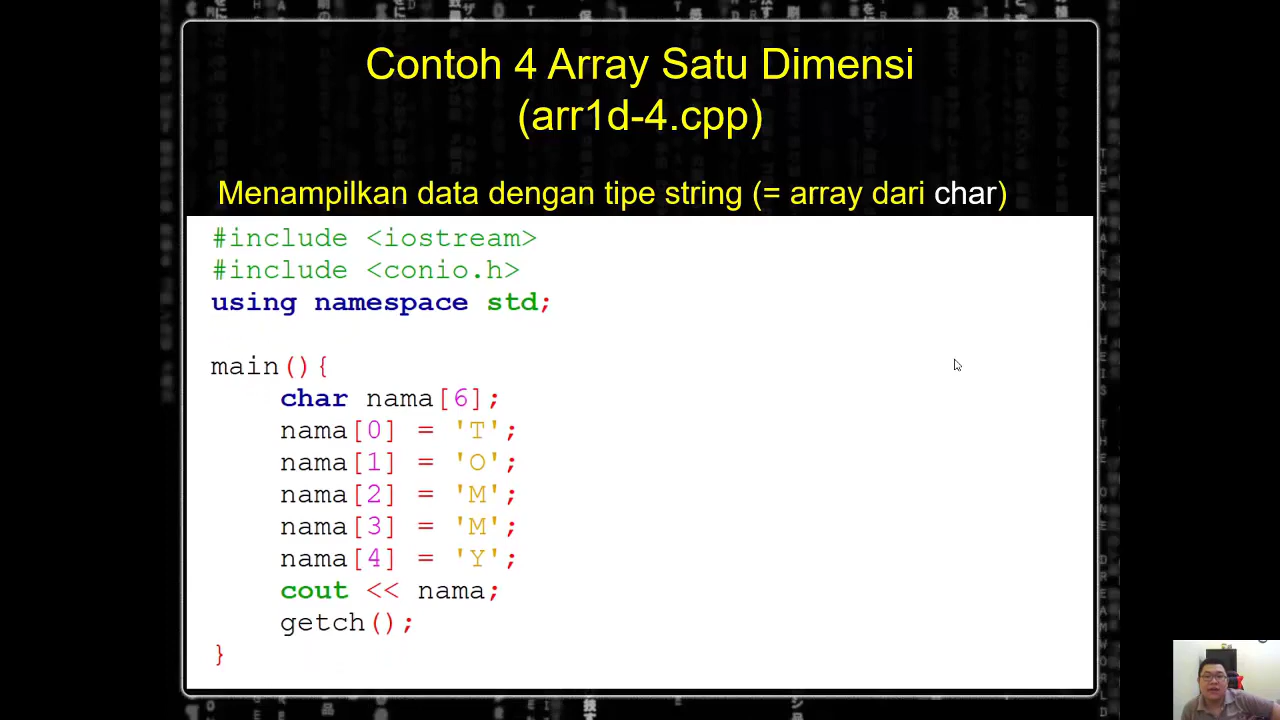 Contoh 4 Array Satu Dimensi
(arr1d-4.cpp)
Menampilkan data dengan tipe string (= array dari char)
#include <iostream>
#include <conio.h>
using namespace std;
main(){
char nama[6];
nama[0] = 'T';
nama[1] = 'O';
nama[2] = 'M';
nama[3] = 'M';
nama[4] = 'Y';
cout << nama;
getch();
}